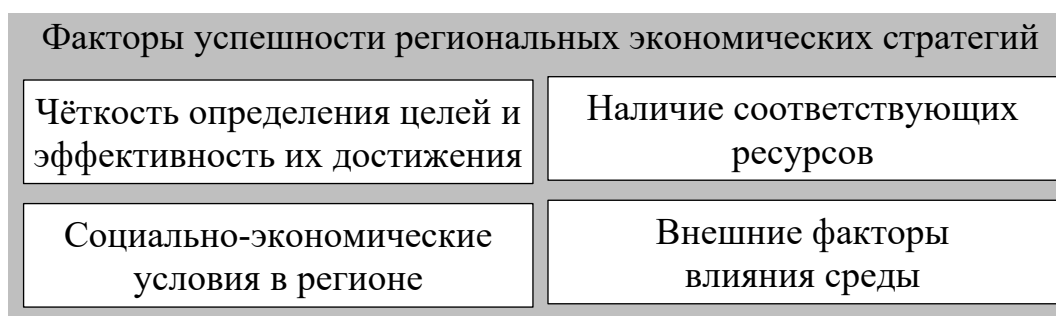 Факторы успешности региональных экономических стратегий
Чёткость определения целей и
эффективность их достижения
Наличие соответствующих
ресурсов
Социально-экономические
условия в регионе
Внешние факторы
влияния среды